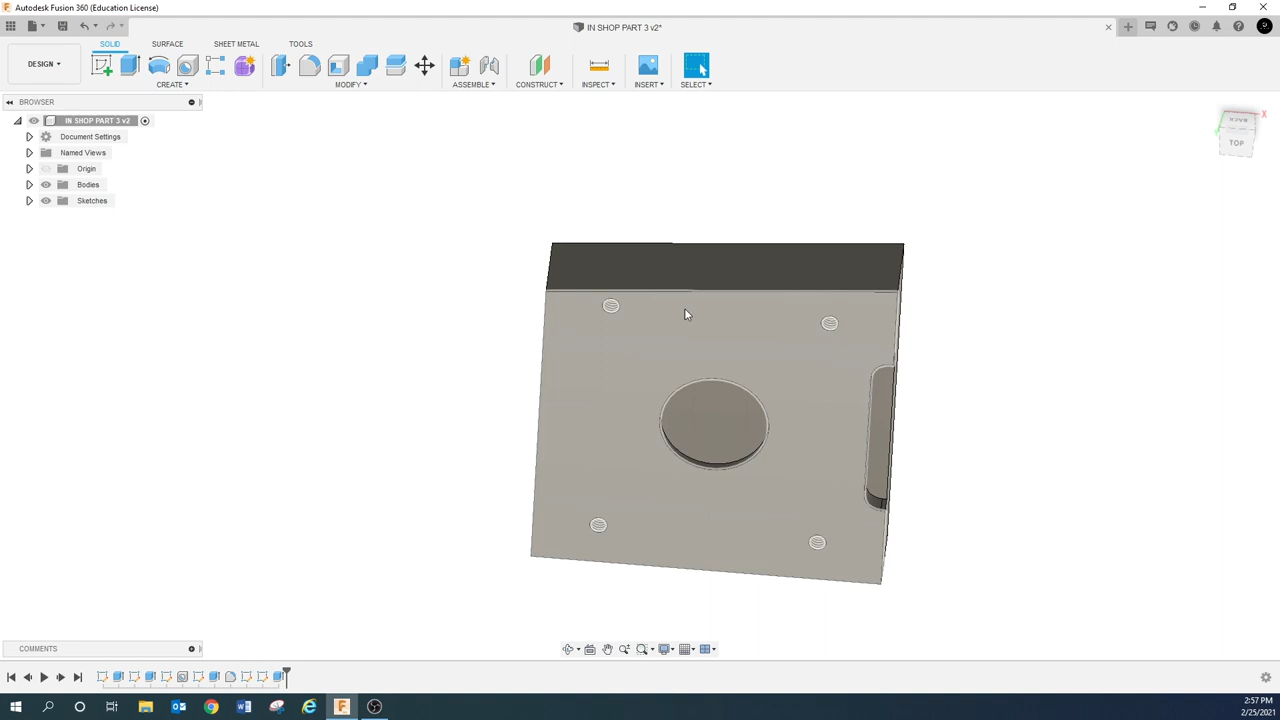 Autodesk Fusion 360 (Education License)
IN SHOP PART 3 v2*
SOLID
SURFACE
SHEET METAL
TOOLS
DESIGN
CREATE
MODIFY
ASSEMBLE
CONSTRUCT
INSPECT
INSERT
SELECT
BROWSER
IN SHOP PART 3 v2
Document Settings
Named Views
Origin
Bodies
Sketches
X
Y
BACK
TOP
COMMENTS
2:57 PM
2/25/2021